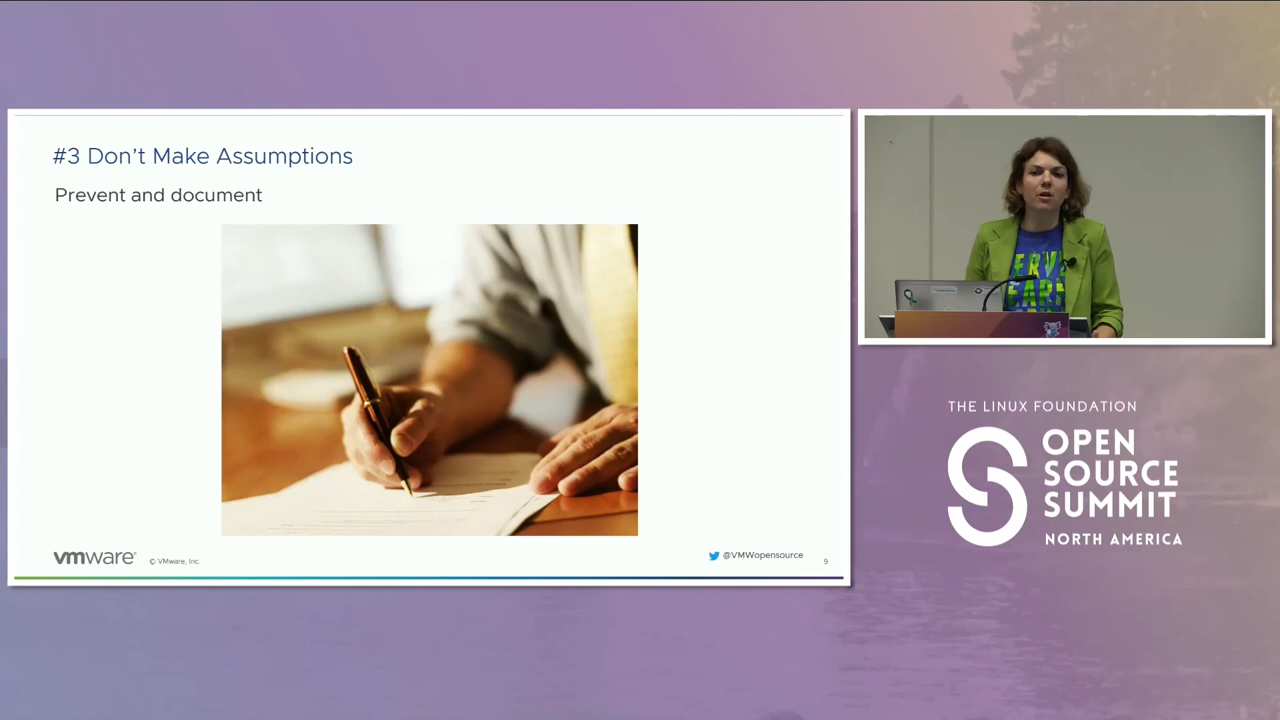 #3 Don't Make Assumptions
Prevent and document
vmware®
© VMware, Inc.
@VMWopensource
9
THE LINUX FOUNDATION
OPEN
SOURCE
SUMMIT
NORTH AMERICA